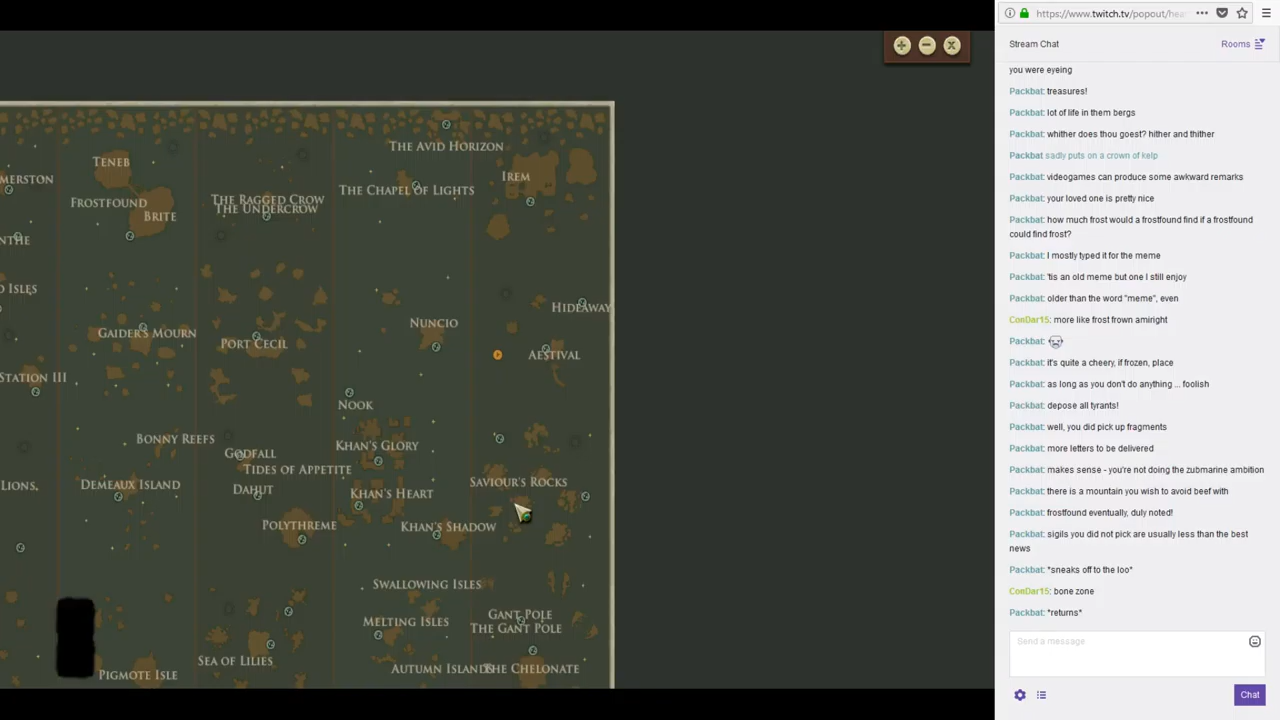 https://www.twitch.tv/popout/hea
Stream Chat
Rooms
you were eyeing
Packbat: treasures!
Packbat: lot of life in them bergs
Packbat: whither does thou goest? hither and thither
Packbat sadly puts on a crown of kelp
Packbat: videogames can produce some awkward remarks
Packbat: your loved one is pretty nice
Packbat: how much frost would a frostfound find if a frostfound
could find frost?
Packbat: I mostly typed it for the meme
Packbat: 'tis an old meme but one I still enjoy
Packbat: older than the word "meme", even
ConDar15: more like frost frown amiright
Packbat:
Packbat: it's quite a cheery, if frozen, place
Packbat: as long as you don't do anything ... foolish
Packbat: depose all tyrants!
Packbat: well, you did pick up fragments
Packbat: more letters to be delivered
Packbat: makes sense - you're not doing the zubmarine ambition
Packbat: there is a mountain you wish to avoid beef with
Packbat: frostfound eventually, duly noted!
Packbat: sigils you did not pick are usually less than the best
news
Packbat: *sneaks off to the loo*
ConDar15: bone zone
Packbat: *returns*
Send a message
Chat
THE AVID HORIZON
TENEB
IREM
MERSTON
THE CHAPEL OF LIGHTS
FROSTFOUND
THE RAGGED CROW
THE UNDERCROW
BRITE
NTHE
D ISLES
HIDEAWAY
NUNCIO
GAIDER'S MOURN
PORT CECIL
AESTIVAL
STATION III
NOOK
BONNY REEFS
KHAN'S GLORY
GODFALL
TIDES OF APPETITE
SAVIOUR'S ROCKS
LIONS,
DEMEAUX ISLAND
DAHUT
KHAN'S HEART
POLYTHREME
KHAN'S SHADOW
SWALLOWING ISLES
GANT POLE
MELTING ISLES
THE GANT POLE
SEA OF LILIES
AUTUMN ISLANDS
THE CHELONATE
PIGMOTE ISLE